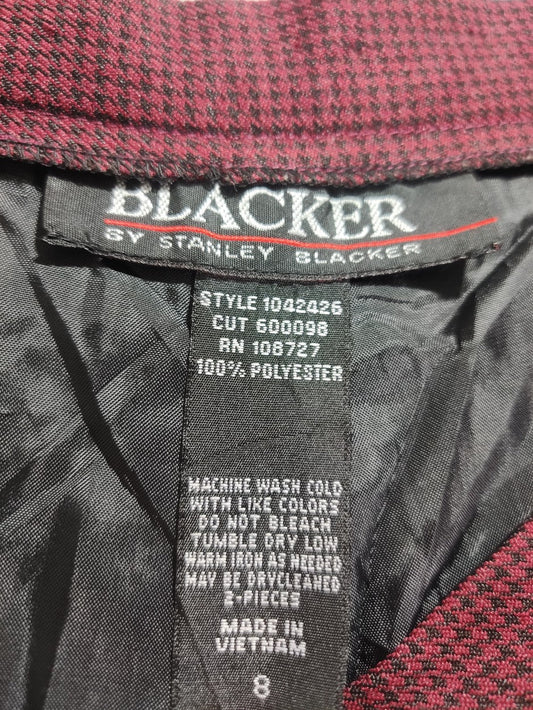 BLACKER
BY STANLEY BLACKER
STYLE 1042426
CUT 600098
RN 108727
100% POLYESTER
MACHINE WASH COLD
WITH LIKE COLORS
DO NOT BLEACH
TUMBLE DRY LOW
WARM IRON AS NEEDED
MAY BE DRYCLEANED
2-PIECES
MADE IN
VIETNAM
8